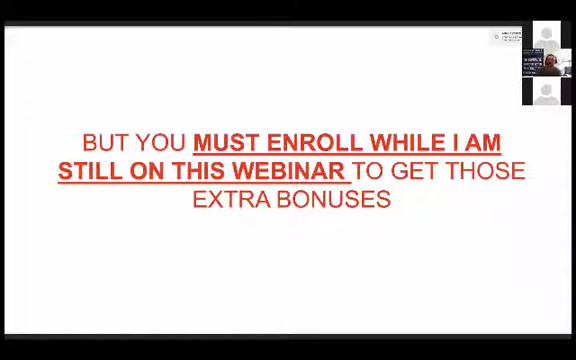 BUT YOU MUST ENROLL WHILE I AM
STILL ON THIS WEBINAR TO GET THOSE
EXTRA BONUSES